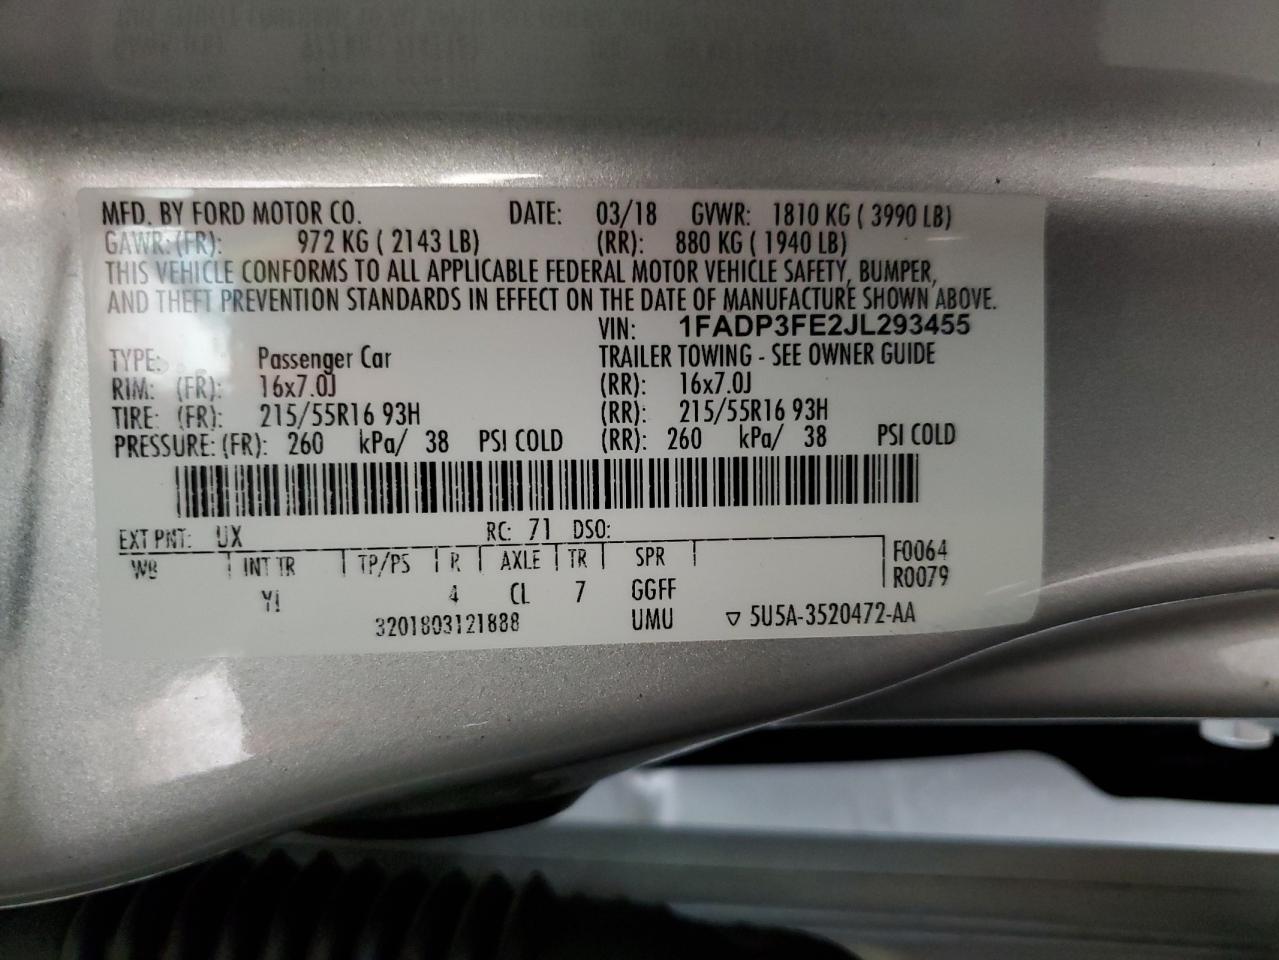 MFD. BY FORD MOTOR CO. DATE: 03/18 GVWR: 1810 KG ( 3990 LB)
GAWR:(FR): 972 KG ( 2143 LB) (RR): 880 KG ( 1940 LB)
THIS VEHICLE CONFORMS TO ALL APPLICABLE FEDERAL MOTOR VEHICLE SAFETY, BUMPER,
AND THEFT PREVENTION STANDARDS IN EFFECT ON THE DATE OF MANUFACTURE SHOWN ABOVE.
VIN: 1FADP3FE2JL293455
TYPE: Passenger Car TRAILER TOWING - SEE OWNER GUIDE
RIM: (FR): 16x7.0J (RR): 16x7.0J
TIRE: (FR): 215/55R16 93H (RR): 215/55R16 93H
PRESSURE: (FR): 260 kPa/ 38 PSI COLD (RR): 260 kPa/ 38 PSI COLD
EXT PNT: UX RC: 71 DSO:
WB INT TR TP/PS R AXLE TR SPR F0064
R0079
Y! 4 CL 7 GGFF
3201803121888 UMU ▽ 5U5A-3520472-AA